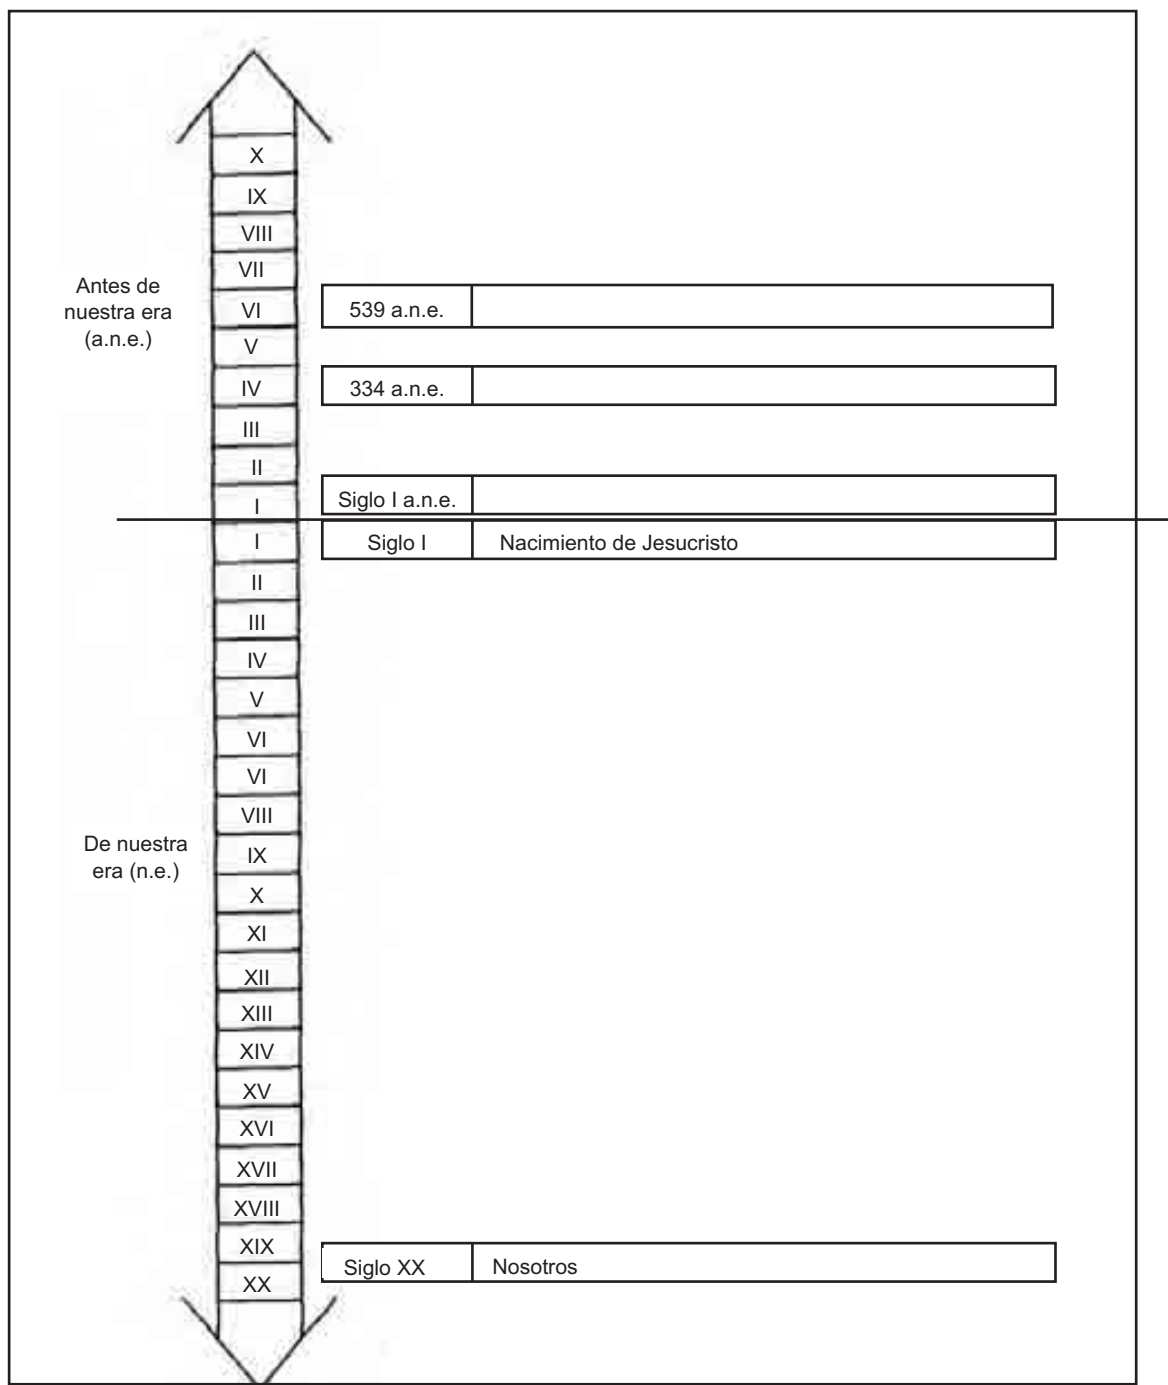 X
IX
VIII
VII
Antes de
nuestra era
(a.n.e.)
VI
539 a.n.e.
V
IV
334 a.n.e.
III
II
I
Siglo I a.n.e.
I
Siglo I
Nacimiento de Jesucristo
II
III
IV
V
VI
VI
VIII
De nuestra
era (n.e.)
IX
X
XI
XII
XIII
XIV
XV
XVI
XVII
XVIII
XIX
Siglo XX
Nosotros
XX